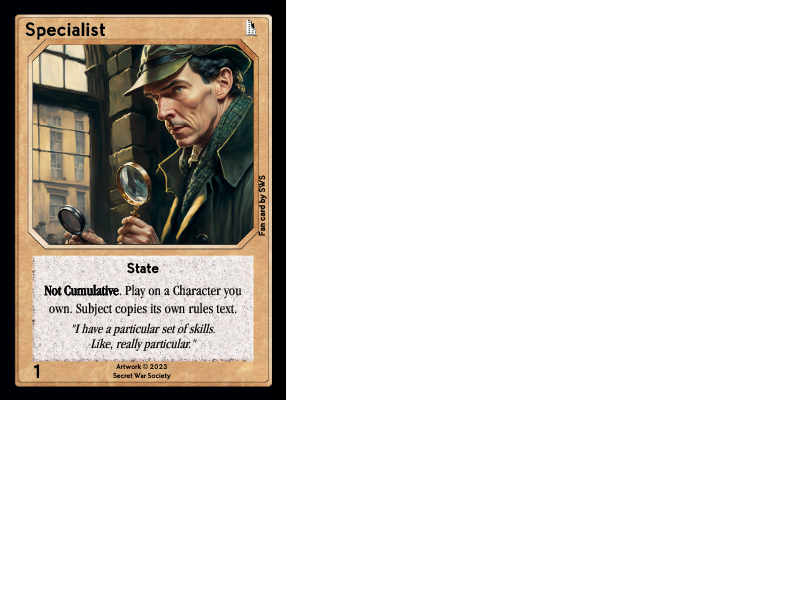 Specialist
Fan card by SWS
State
Not Cumulative. Play on a Character you
own. Subject copies its own rules text.
"I have a particular set of skills.
Like, really particular."
1
Artwork © 2023
Secret War Society